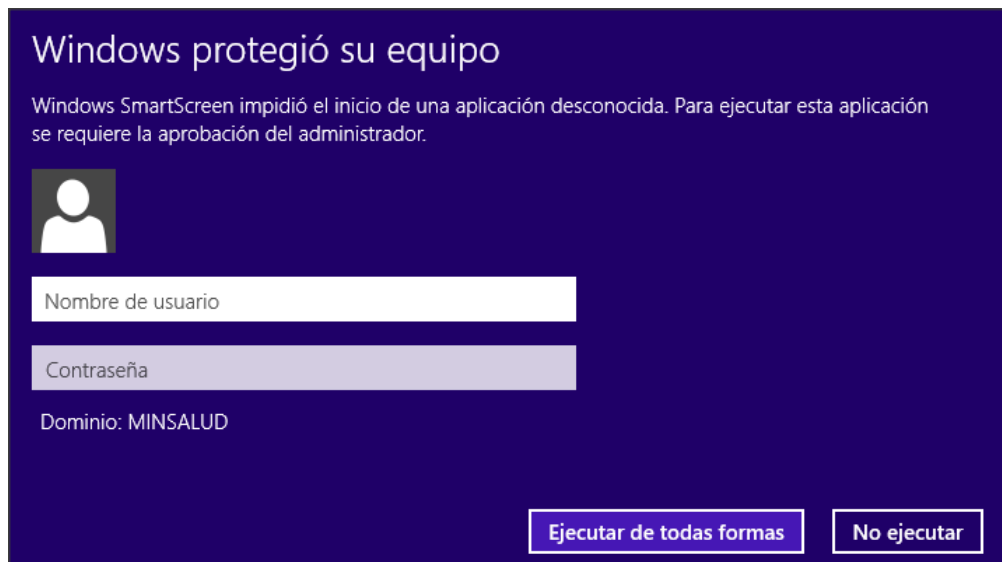 Windows protegió su equipo
Windows SmartScreen impidió el inicio de una aplicación desconocida. Para ejecutar esta aplicación
se requiere la aprobación del administrador.
Nombre de usuario
Contraseña
Dominio: MINSALUD
Ejecutar de todas formas
No ejecutar